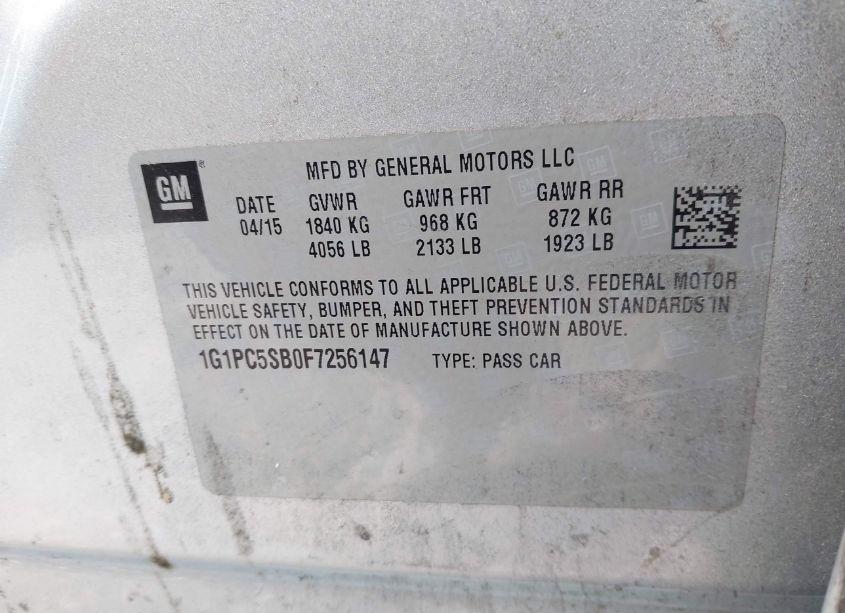 GM
MFD BY GENERAL MOTORS LLC
DATE GVWR GAWR FRT GAWR RR
04/15 1840 KG 968 KG 872 KG
4056 LB 2133 LB 1923 LB
THIS VEHICLE CONFORMS TO ALL APPLICABLE U.S. FEDERAL MOTOR
VEHICLE SAFETY, BUMPER, AND THEFT PREVENTION STANDARDS IN
EFFECT ON THE DATE OF MANUFACTURE SHOWN ABOVE.
1G1PC5SB0F7256147 TYPE: PASS CAR